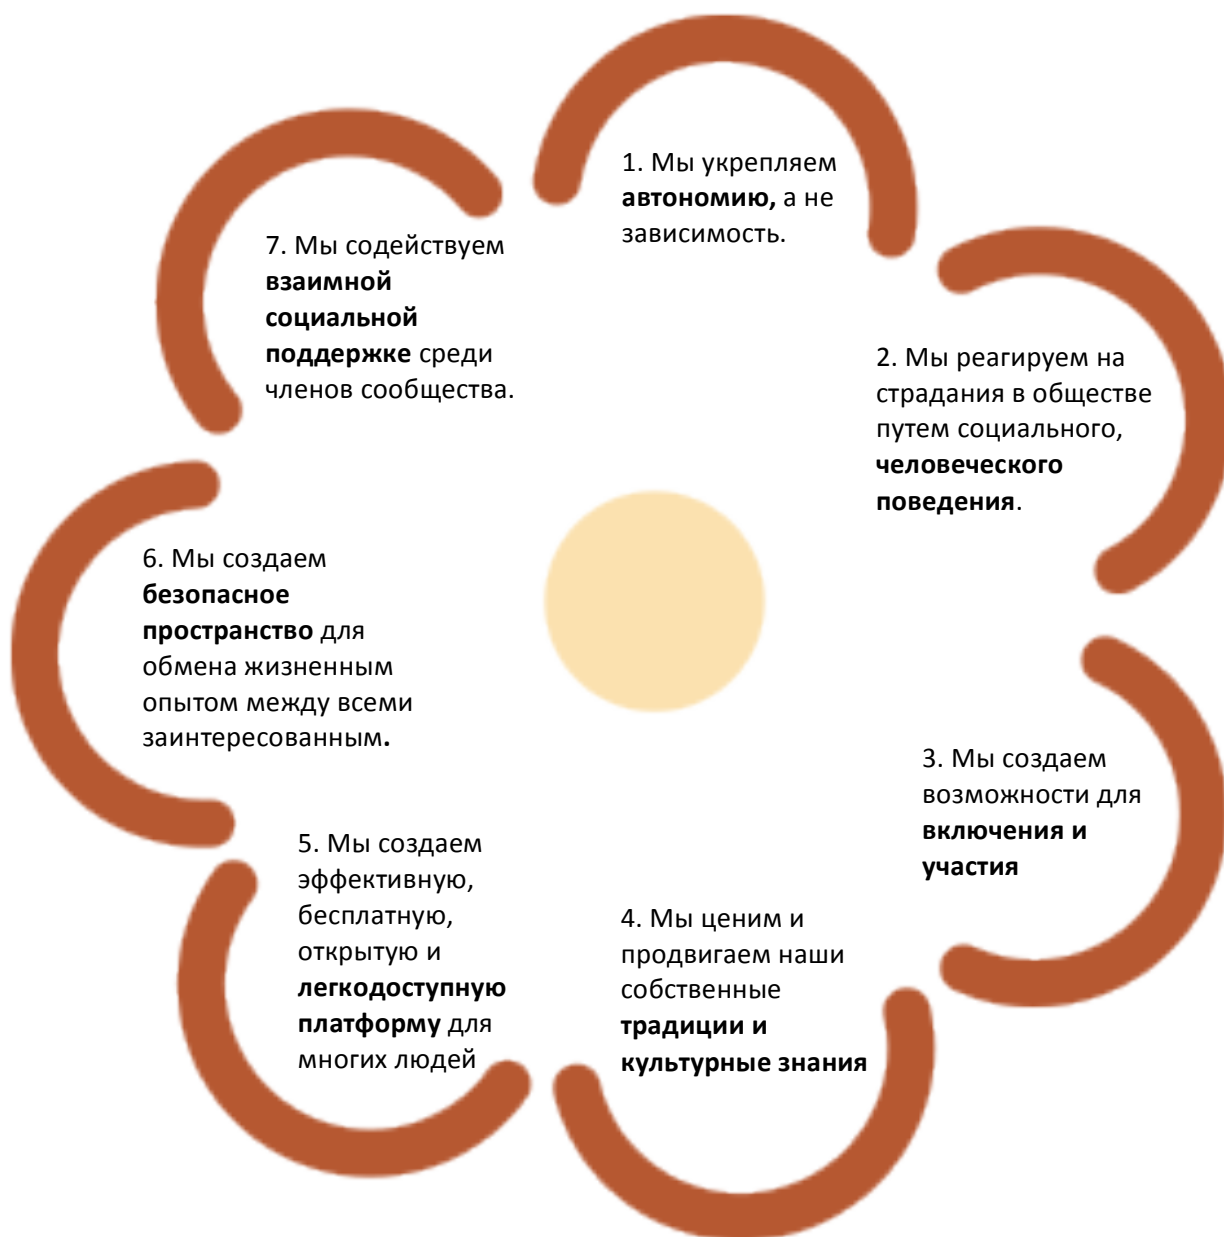 1. Мы укрепляем
автономию, а не
зависимость.
2. Мы реагируем на
страдания в обществе
путем социального,
человеческого
поведения.
3. Мы создаем
возможности для
включения и
участия
4. Мы ценим и
продвигаем наши
собственные
традиции и
культурные знания
5. Мы создаем
эффективную,
бесплатную,
открытую и
легкодоступную
платформу для
многих людей
6. Мы создаем
безопасное
пространство для
обмена жизненным
опытом между всеми
заинтересованным.
7. Мы содействуем
взаимной
социальной
поддержке среди
членов сообщества.